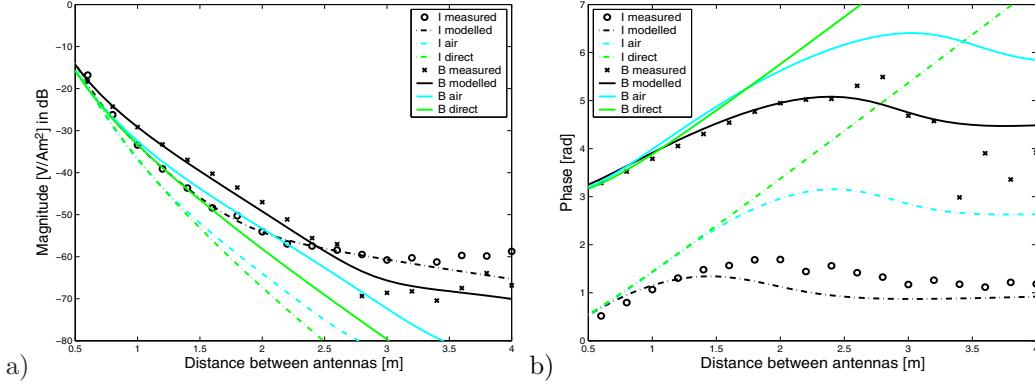 0
−10
−20
−30
−40
−50
−60
−70
−80
0.5
1
1.5
2
2.5
3
3.5
4
Magnitude [V/Am²] in dB
Distance between antennas [m]
I measured
I modelled
I air
I direct
B measured
B modelled
B air
B direct
a)
7
6
5
4
3
2
1
0
0.5
1
1.5
2
2.5
3
3.5
4
Phase [rad]
Distance between antennas [m]
I measured
I modelled
I air
I direct
B measured
B modelled
B air
B direct
b)